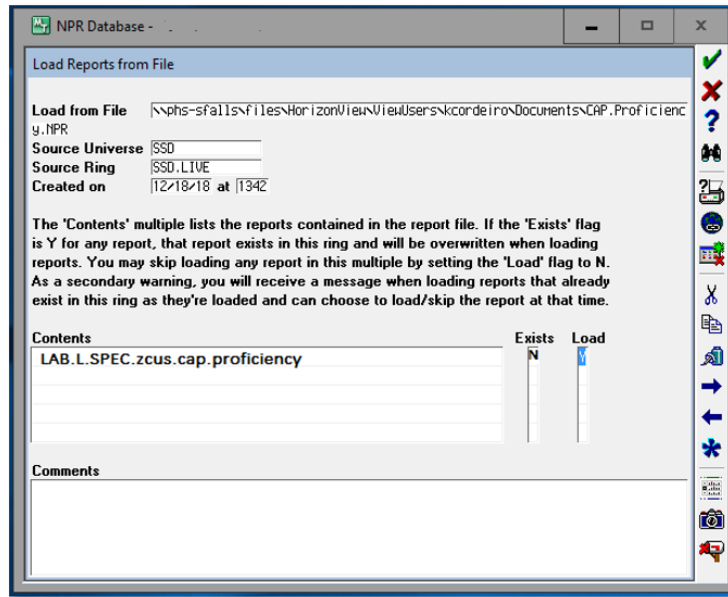 NPR Database -
Load Reports from File
Load from File \\phs-sfalls\files\HorizonView\ViewUsers\kcordeiro\Documents\CAP.Proficienc
y.NPR
Source Universe SSD
Source Ring SSD.LIVE
Created on 12/18/18 at 1342
The 'Contents' multiple lists the reports contained in the report file. If the 'Exists' flag
is Y for any report, that report exists in this ring and will be overwritten when loading
reports. You may skip loading any report in this multiple by setting the 'Load' flag to N.
As a secondary warning, you will receive a message when loading reports that already
exist in this ring as they're loaded and can choose to load/skip the report at that time.
Contents Exists Load
LAB.L.SPEC.zcus.cap.proficiency N Y
Comments